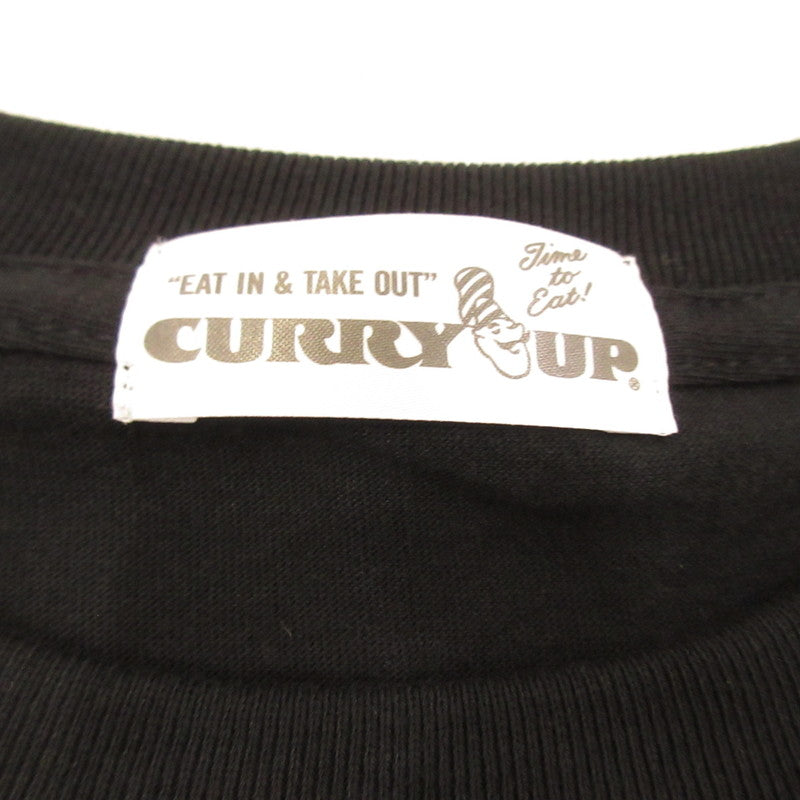 "EAT IN & TAKE OUT"
Time
to
Eat!
CURRY UP®